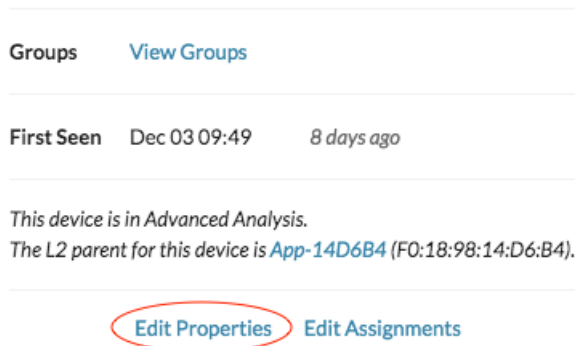 Groups View Groups
First Seen Dec 03 09:49 8 days ago
This device is in Advanced Analysis.
The L2 parent for this device is App-14D6B4 (F0:18:98:14:D6:B4).
Edit Properties Edit Assignments